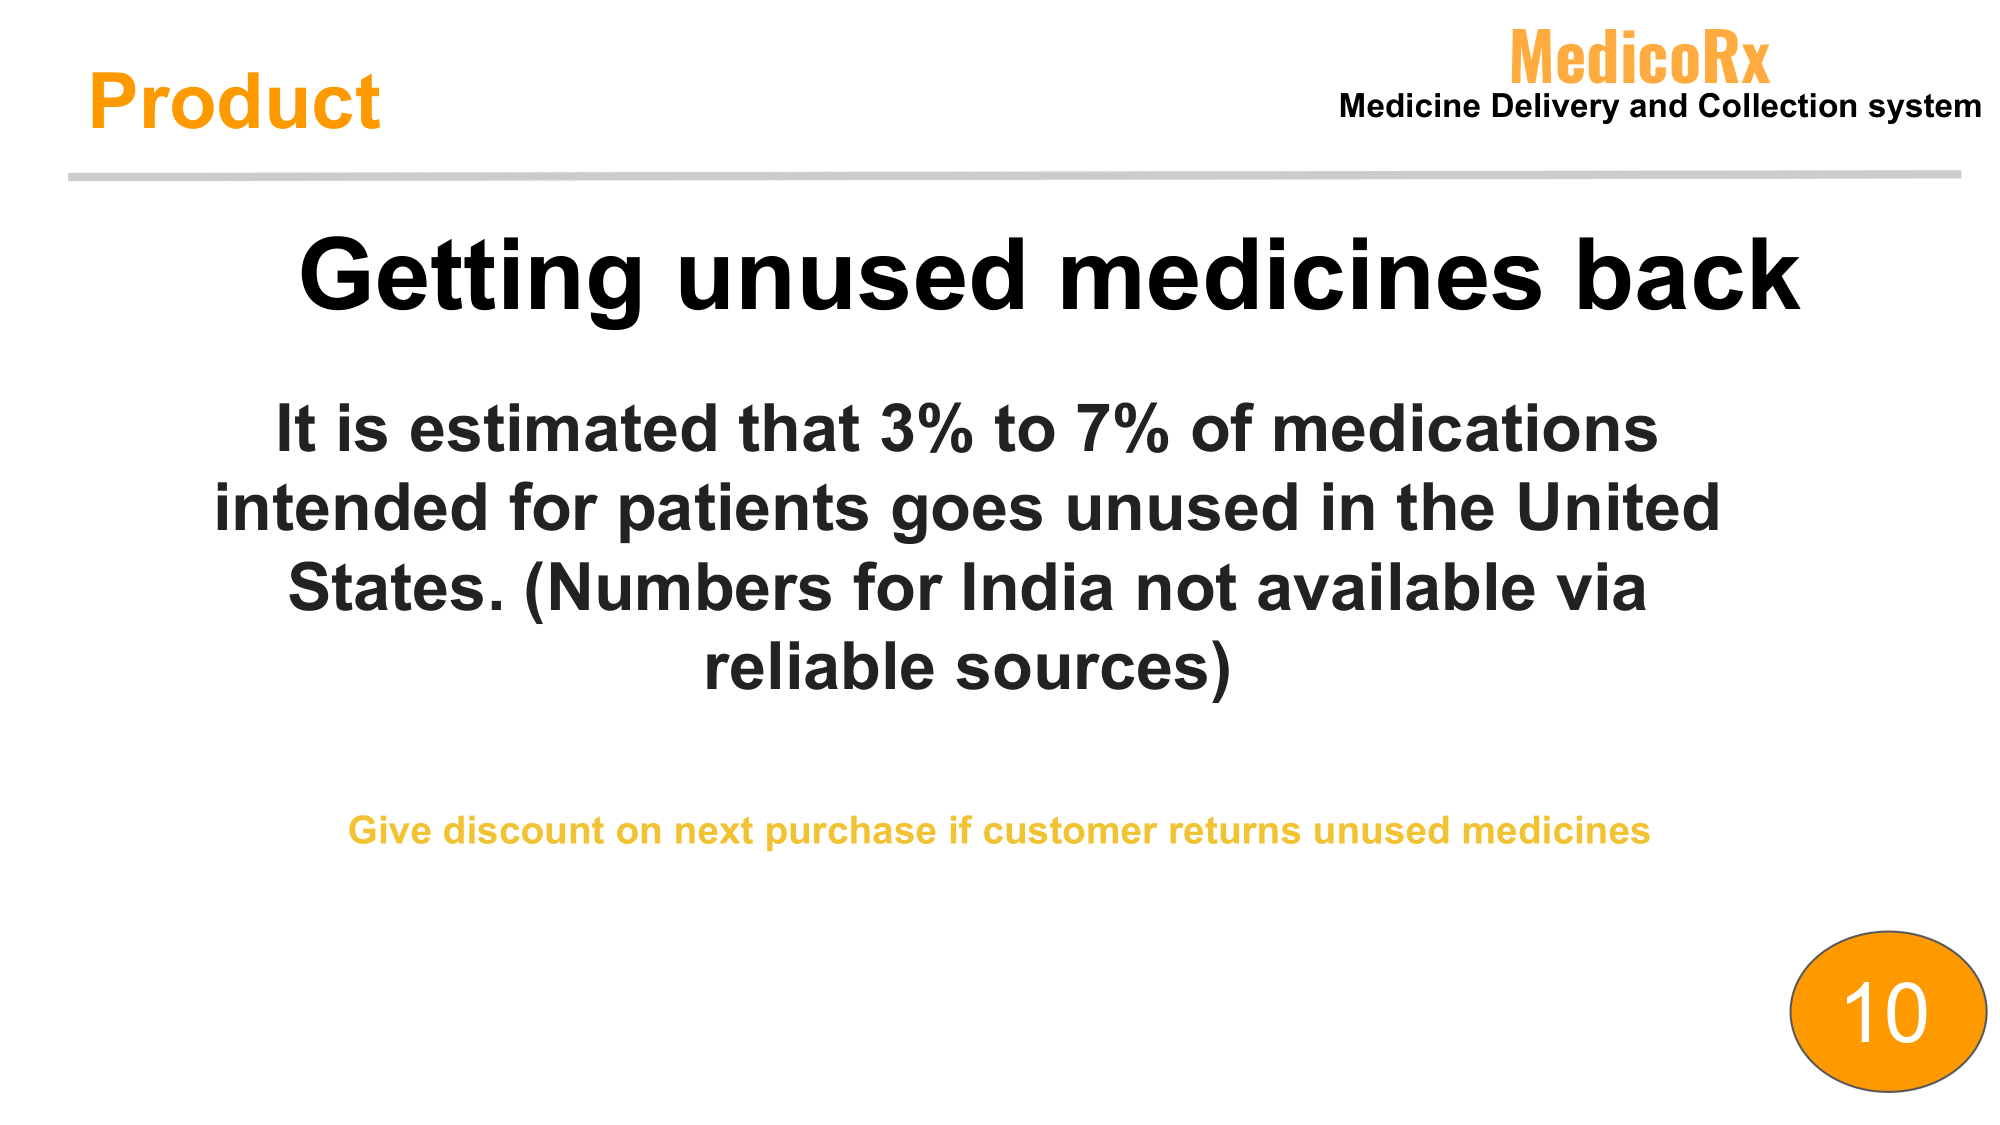 Product
MedicoRx
Medicine Delivery and Collection system
Getting unused medicines back
It is estimated that 3% to 7% of medications
intended for patients goes unused in the United
States. (Numbers for India not available via
reliable sources)
Give discount on next purchase if customer returns unused medicines
10